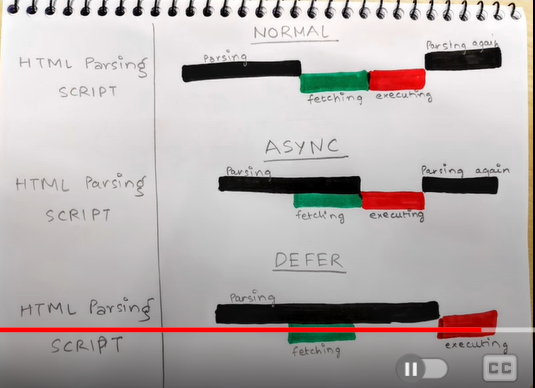 NORMAL
Parsing
Parsing again
HTML Parsing
SCRIPT
fetching
executing
ASYNC
Parsing
Parsing again
HTML Parsing
SCRIPT
fetching
executing
DEFER
Parsing
HTML Parsing
SCRIPT
fetching
executing
CC